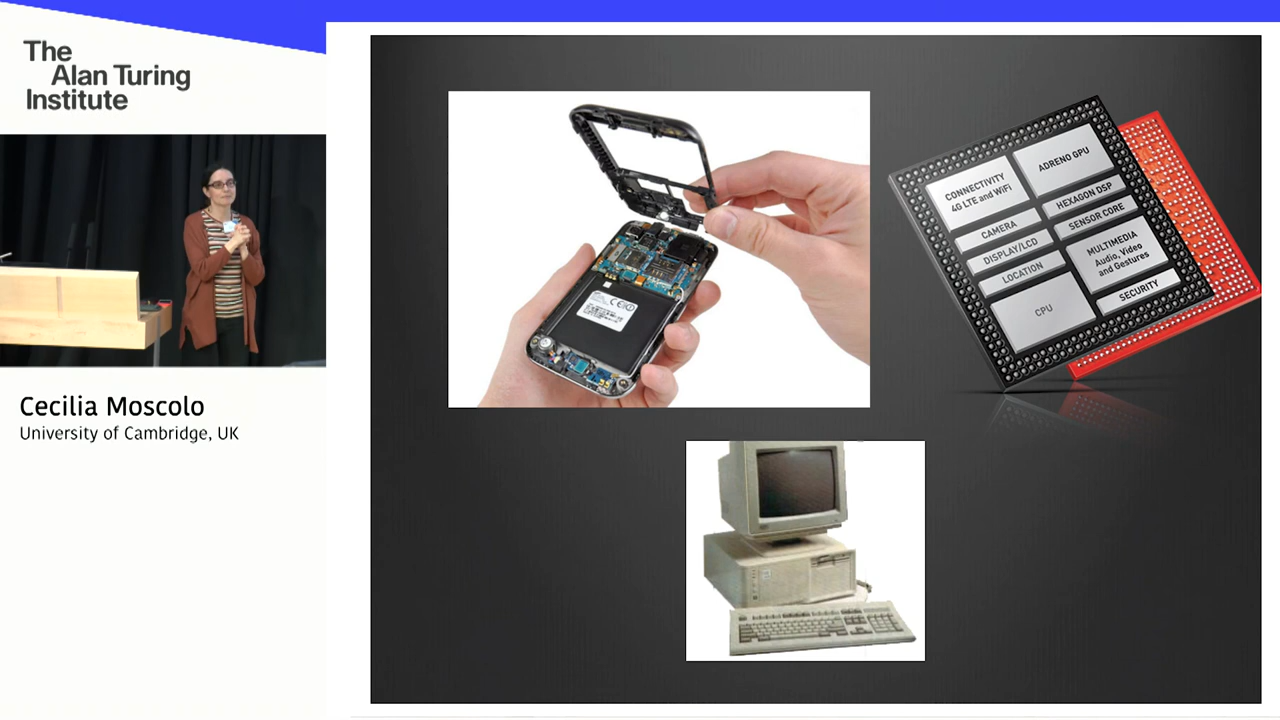 The
Alan Turing
Institute
Cecilia Moscolo
University of Cambridge, UK
CONNECTIVITY
4G LTE and WiFi
ADRENO GPU
CAMERA
HEXAGON DSP
DISPLAY/LCD
SENSOR CORE
LOCATION
MULTIMEDIA
Audio, Video
and Gestures
CPU
SECURITY